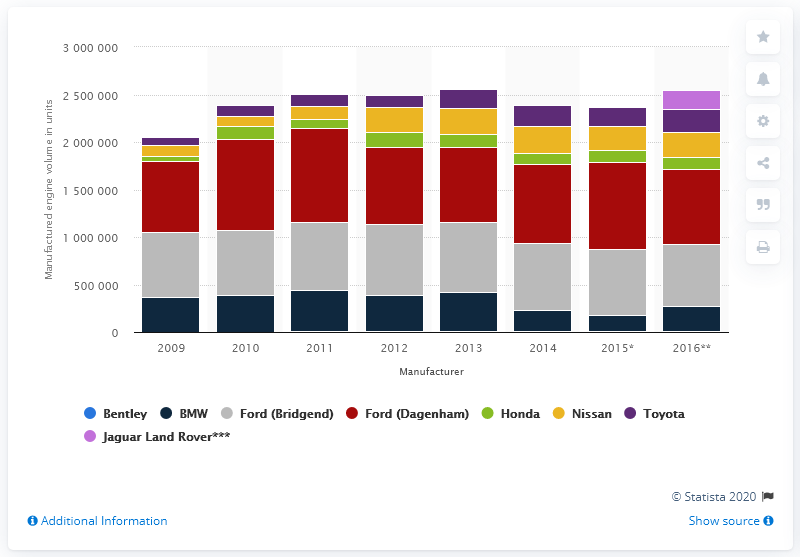 3 000 000
2 500 000
2 000 000
1 500 000
1 000 000
500 000
0
Manufactured engine volume in units
2009 2010 2011 2012 2013 2014 2015* 2016**
Manufacturer
Bentley BMW Ford (Bridgend) Ford (Dagenham) Honda Nissan Toyota
Jaguar Land Rover***
© Statista 2020
Additional Information Show source